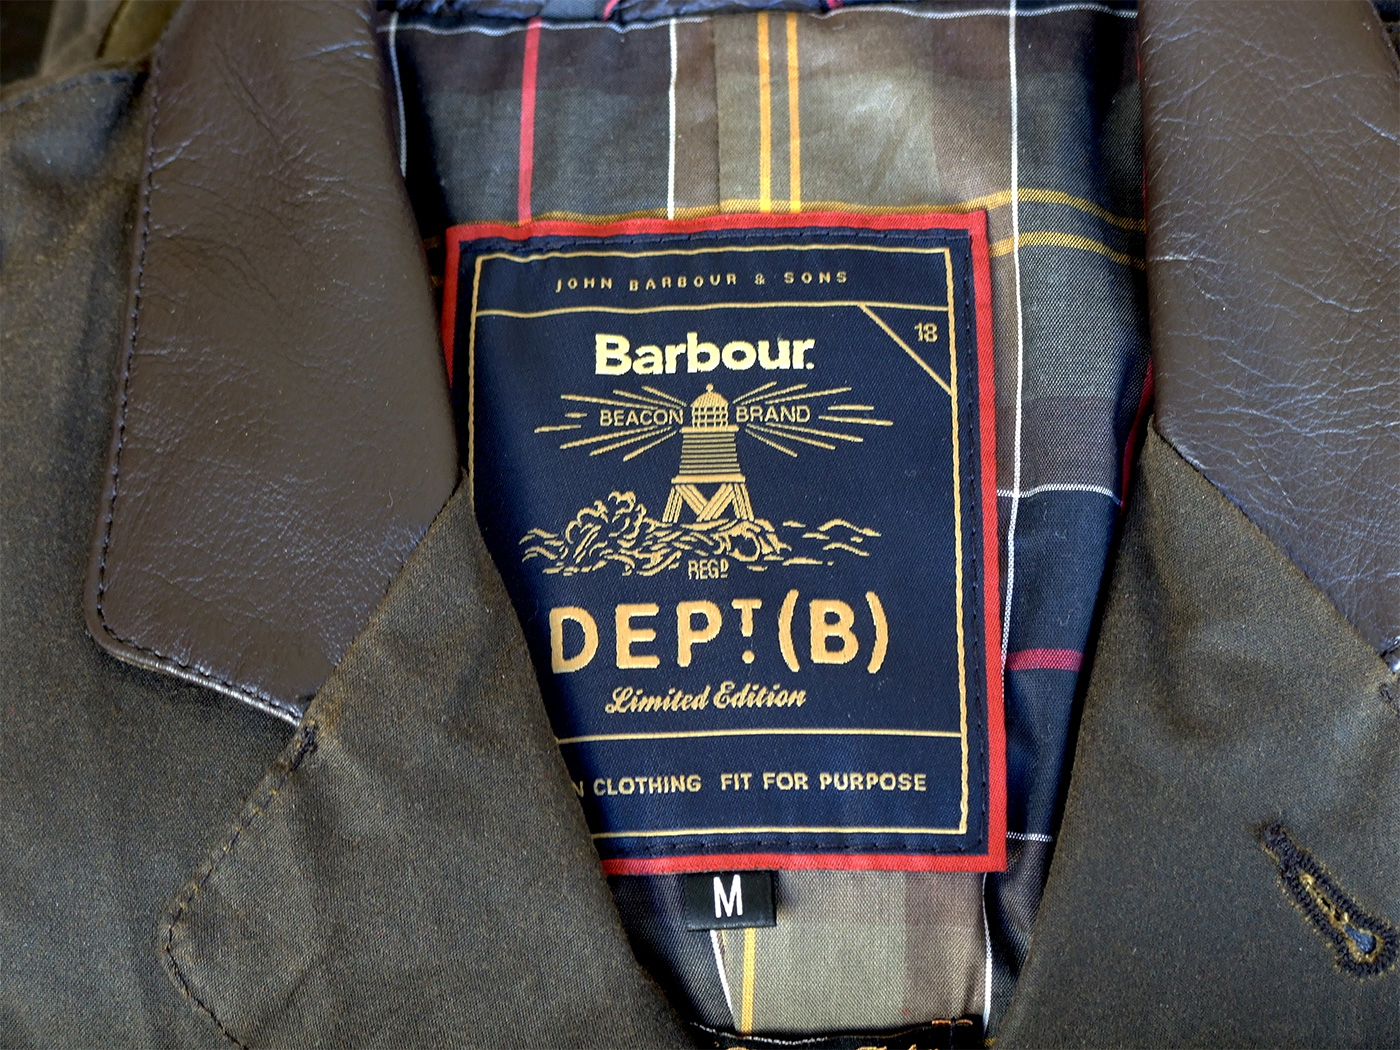 JOHN BARBOUR & SONS
18
Barbour.
BEACON BRAND
REGD
DEPT(B)
Limited Edition
CLOTHING FIT FOR PURPOSE
M